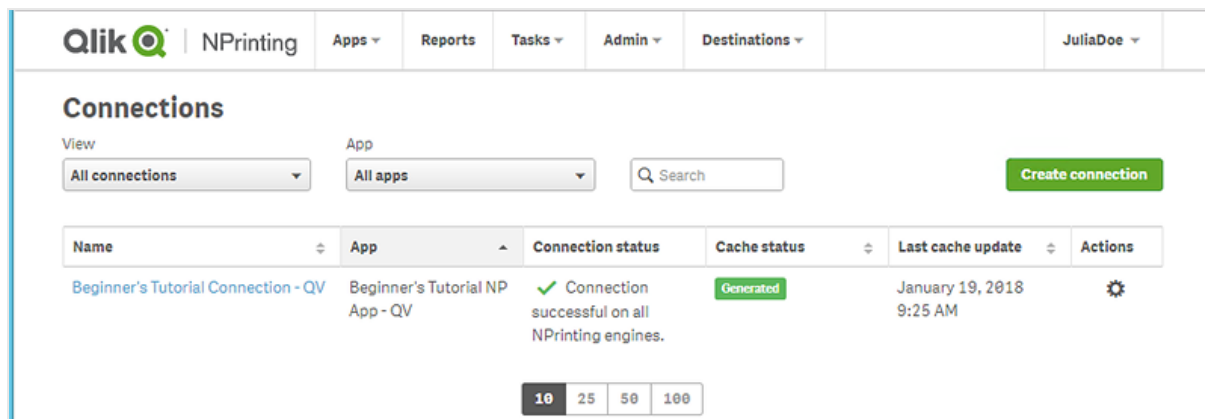 Qlik NPrinting Apps Reports Tasks Admin Destinations JuliaDoe
Connections
View App
All connections All apps Search Create connection
Name App Connection status Cache status Last cache update Actions
Beginner's Tutorial Connection - QV Beginner's Tutorial NP Connection Generated January 19, 2018
App - QV successful on all 9:25 AM
NPrinting engines.
10 25 50 100